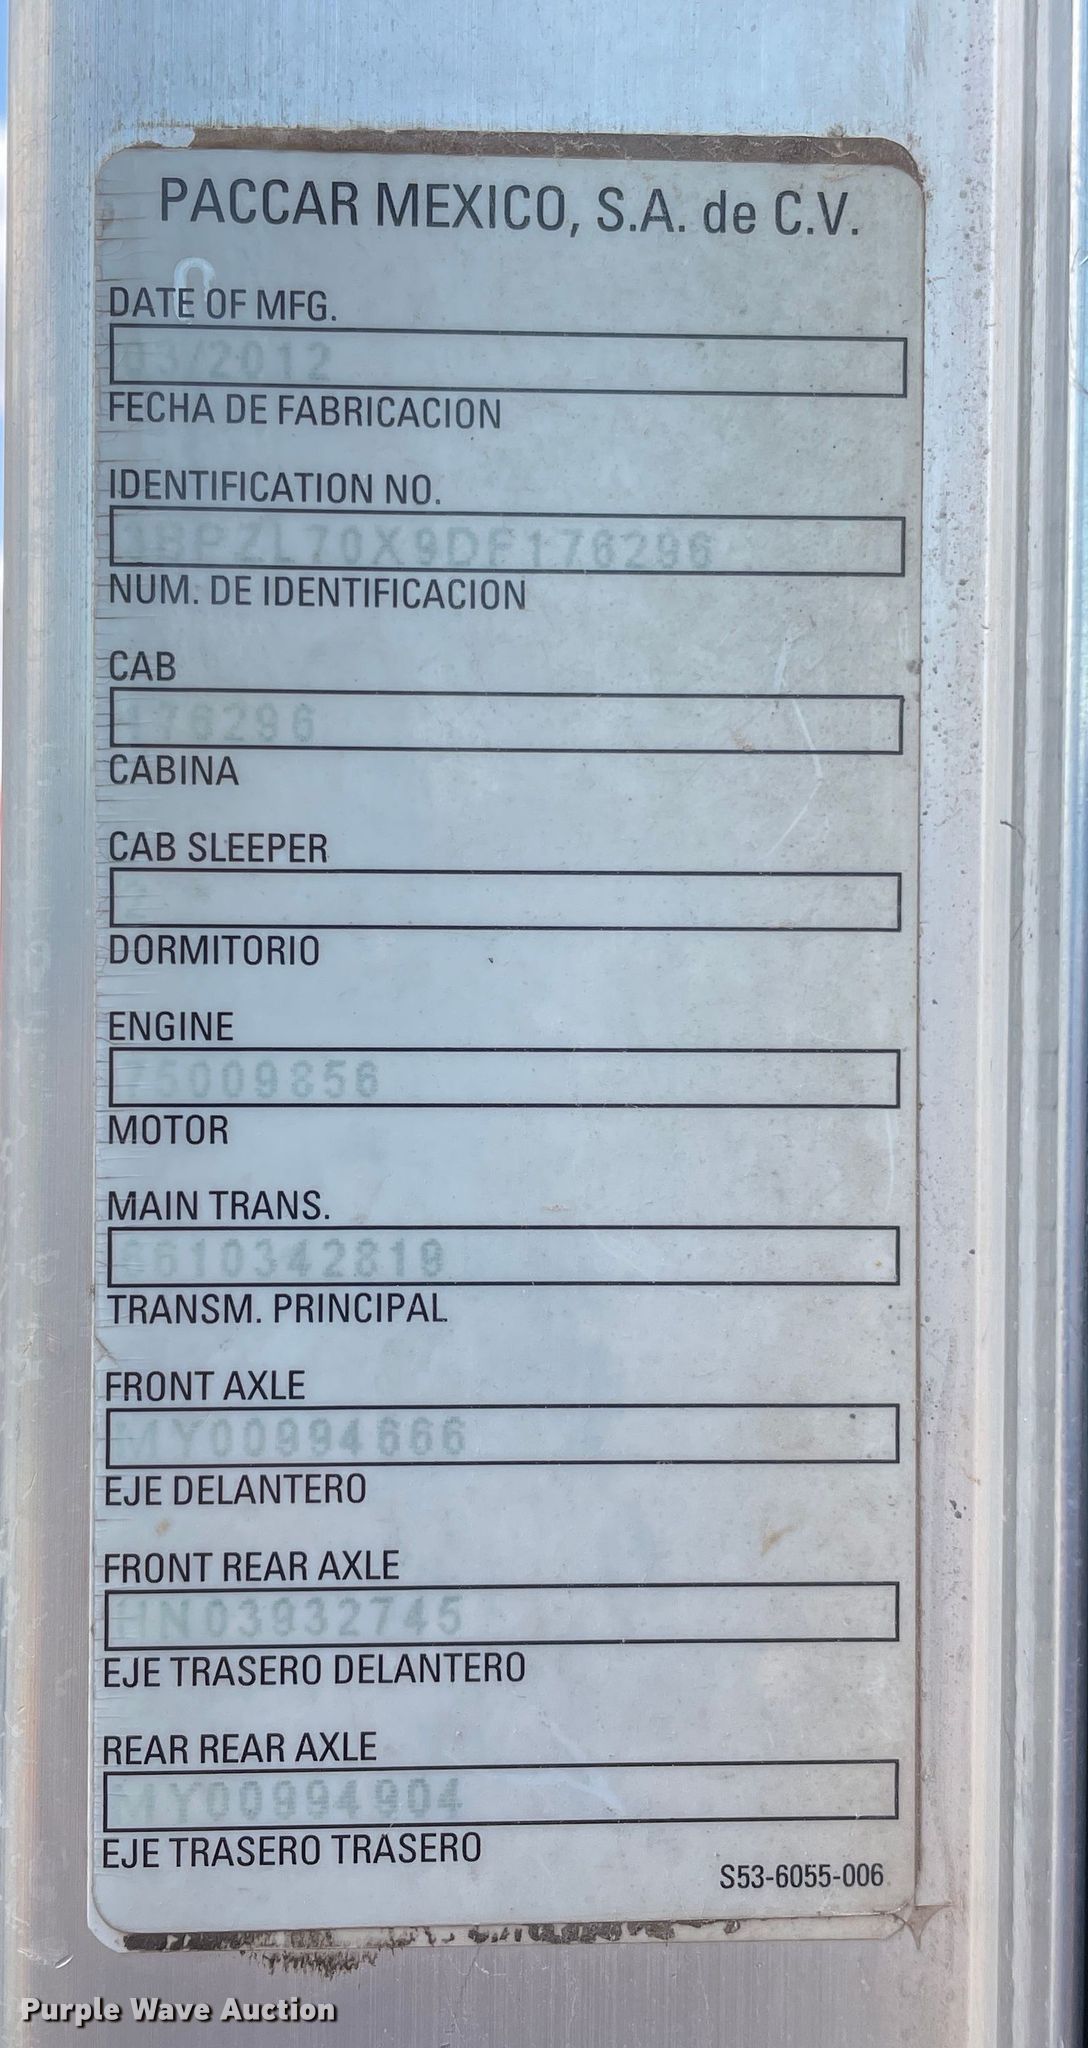 PACCAR MEXICO, S.A. de C.V.
DATE OF MFG.
03/2012
FECHA DE FABRICACION
IDENTIFICATION NO.
3BPZL70X9DF176296
NUM. DE IDENTIFICACION
CAB
176296
CABINA
CAB SLEEPER
DORMITORIO
ENGINE
75009856
MOTOR
MAIN TRANS.
TRANSM. PRINCIPAL
FRONT AXLE
MY00994666
EJE DELANTERO
FRONT REAR AXLE
HN03932745
EJE TRASERO DELANTERO
REAR REAR AXLE
MY00994904
EJE TRASERO TRASERO
S53-6055-006
Purple Wave Auction